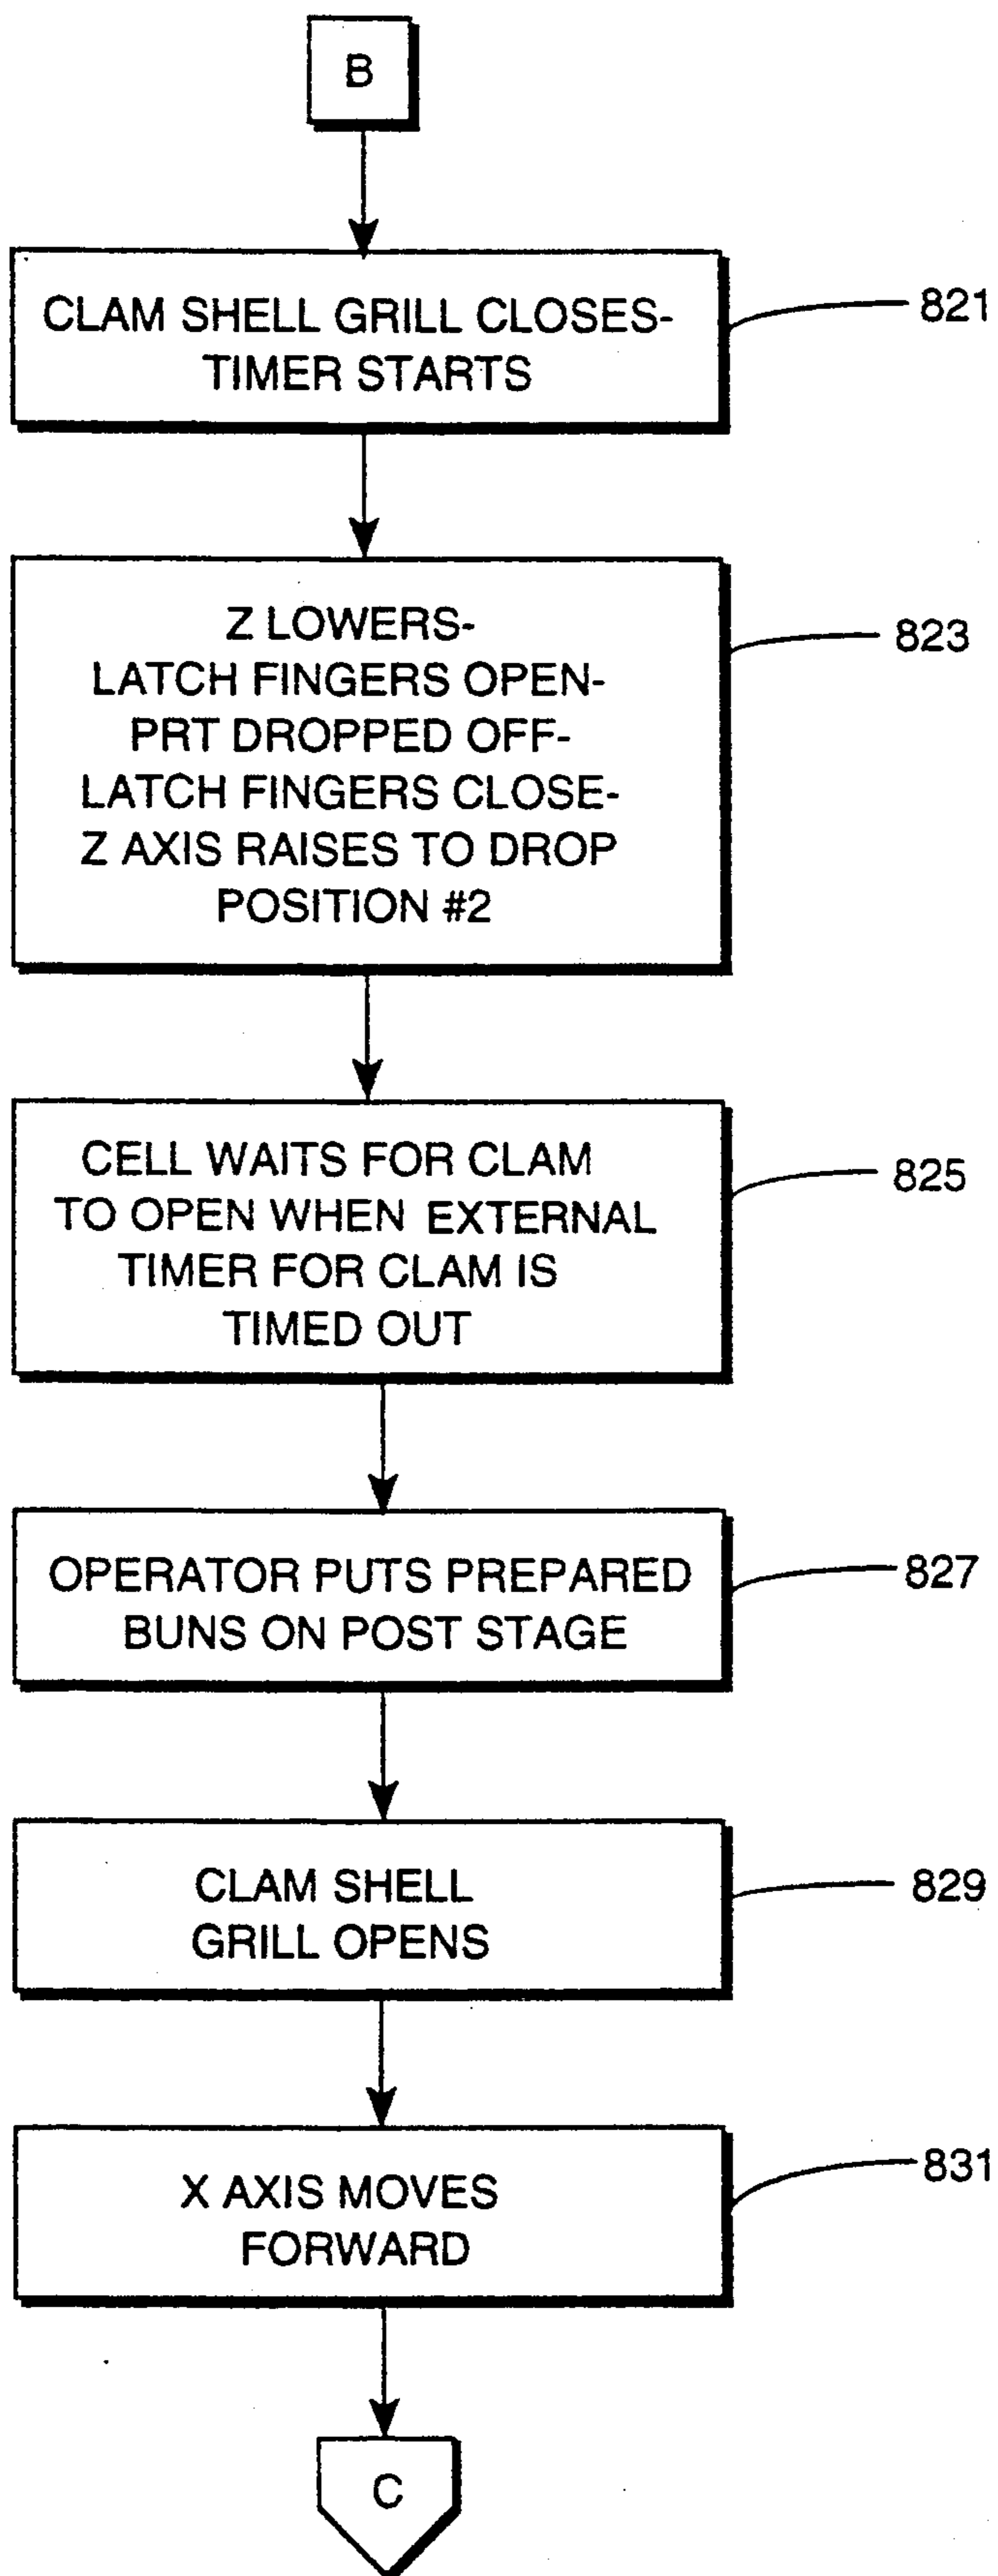 B
CLAM SHELL GRILL CLOSES-
TIMER STARTS
821
Z LOWERS-
LATCH FINGERS OPEN-
PRT DROPPED OFF-
LATCH FINGERS CLOSE-
Z AXIS RAISES TO DROP
POSITION #2
823
CELL WAITS FOR CLAM
TO OPEN WHEN EXTERNAL
TIMER FOR CLAM IS
TIMED OUT
825
OPERATOR PUTS PREPARED
BUNS ON POST STAGE
827
CLAM SHELL
GRILL OPENS
829
X AXIS MOVES
FORWARD
831
C